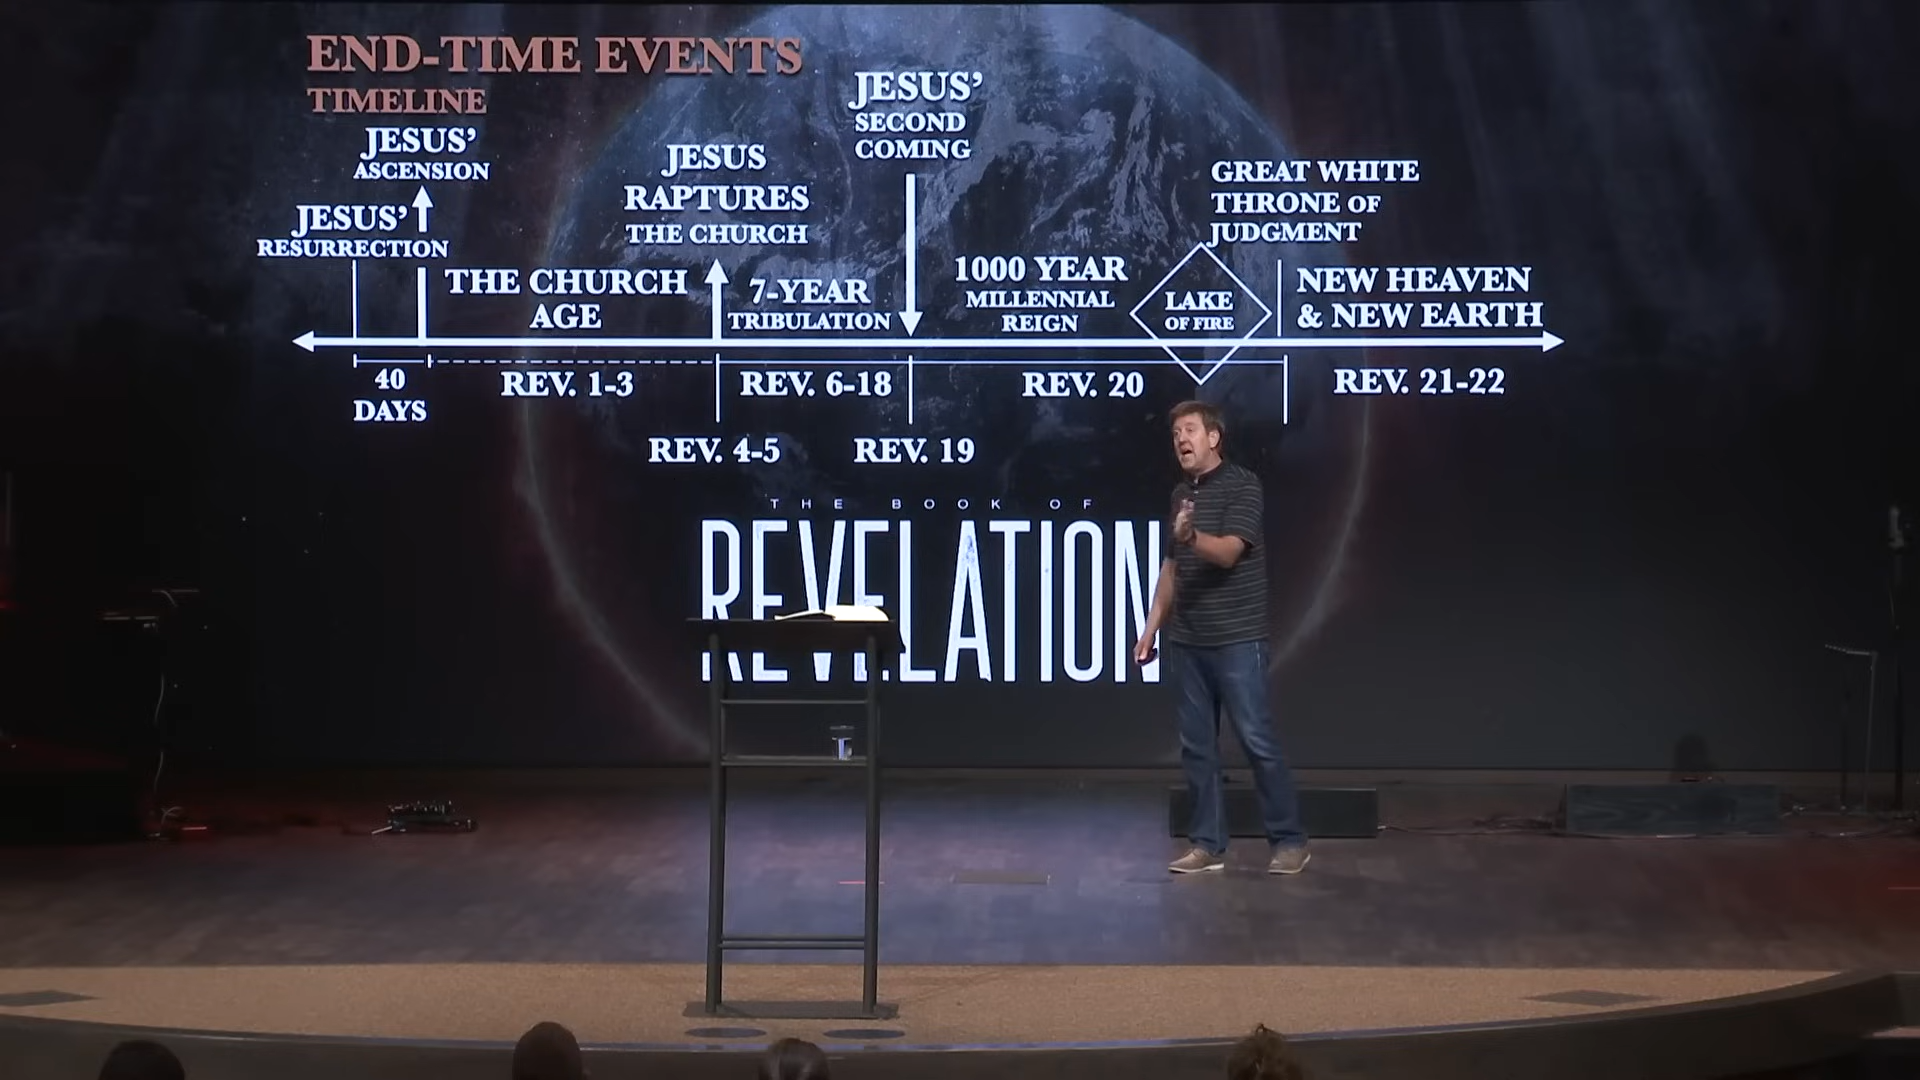 END-TIME EVENTS
TIMELINE
JESUS'
ASCENSION
JESUS'
RESURRECTION
THE CHURCH
AGE
JESUS
RAPTURES
THE CHURCH
7-YEAR
TRIBULATION
JESUS'
SECOND
COMING
1000 YEAR
MILLENNIAL
REIGN
GREAT WHITE
THRONE OF
JUDGMENT
LAKE
OF FIRE
NEW HEAVEN
& NEW EARTH
40
DAYS
REV. 1-3
REV. 4-5
REV. 6-18
REV. 19
REV. 20
REV. 21-22
THE BOOK OF
REVELATION